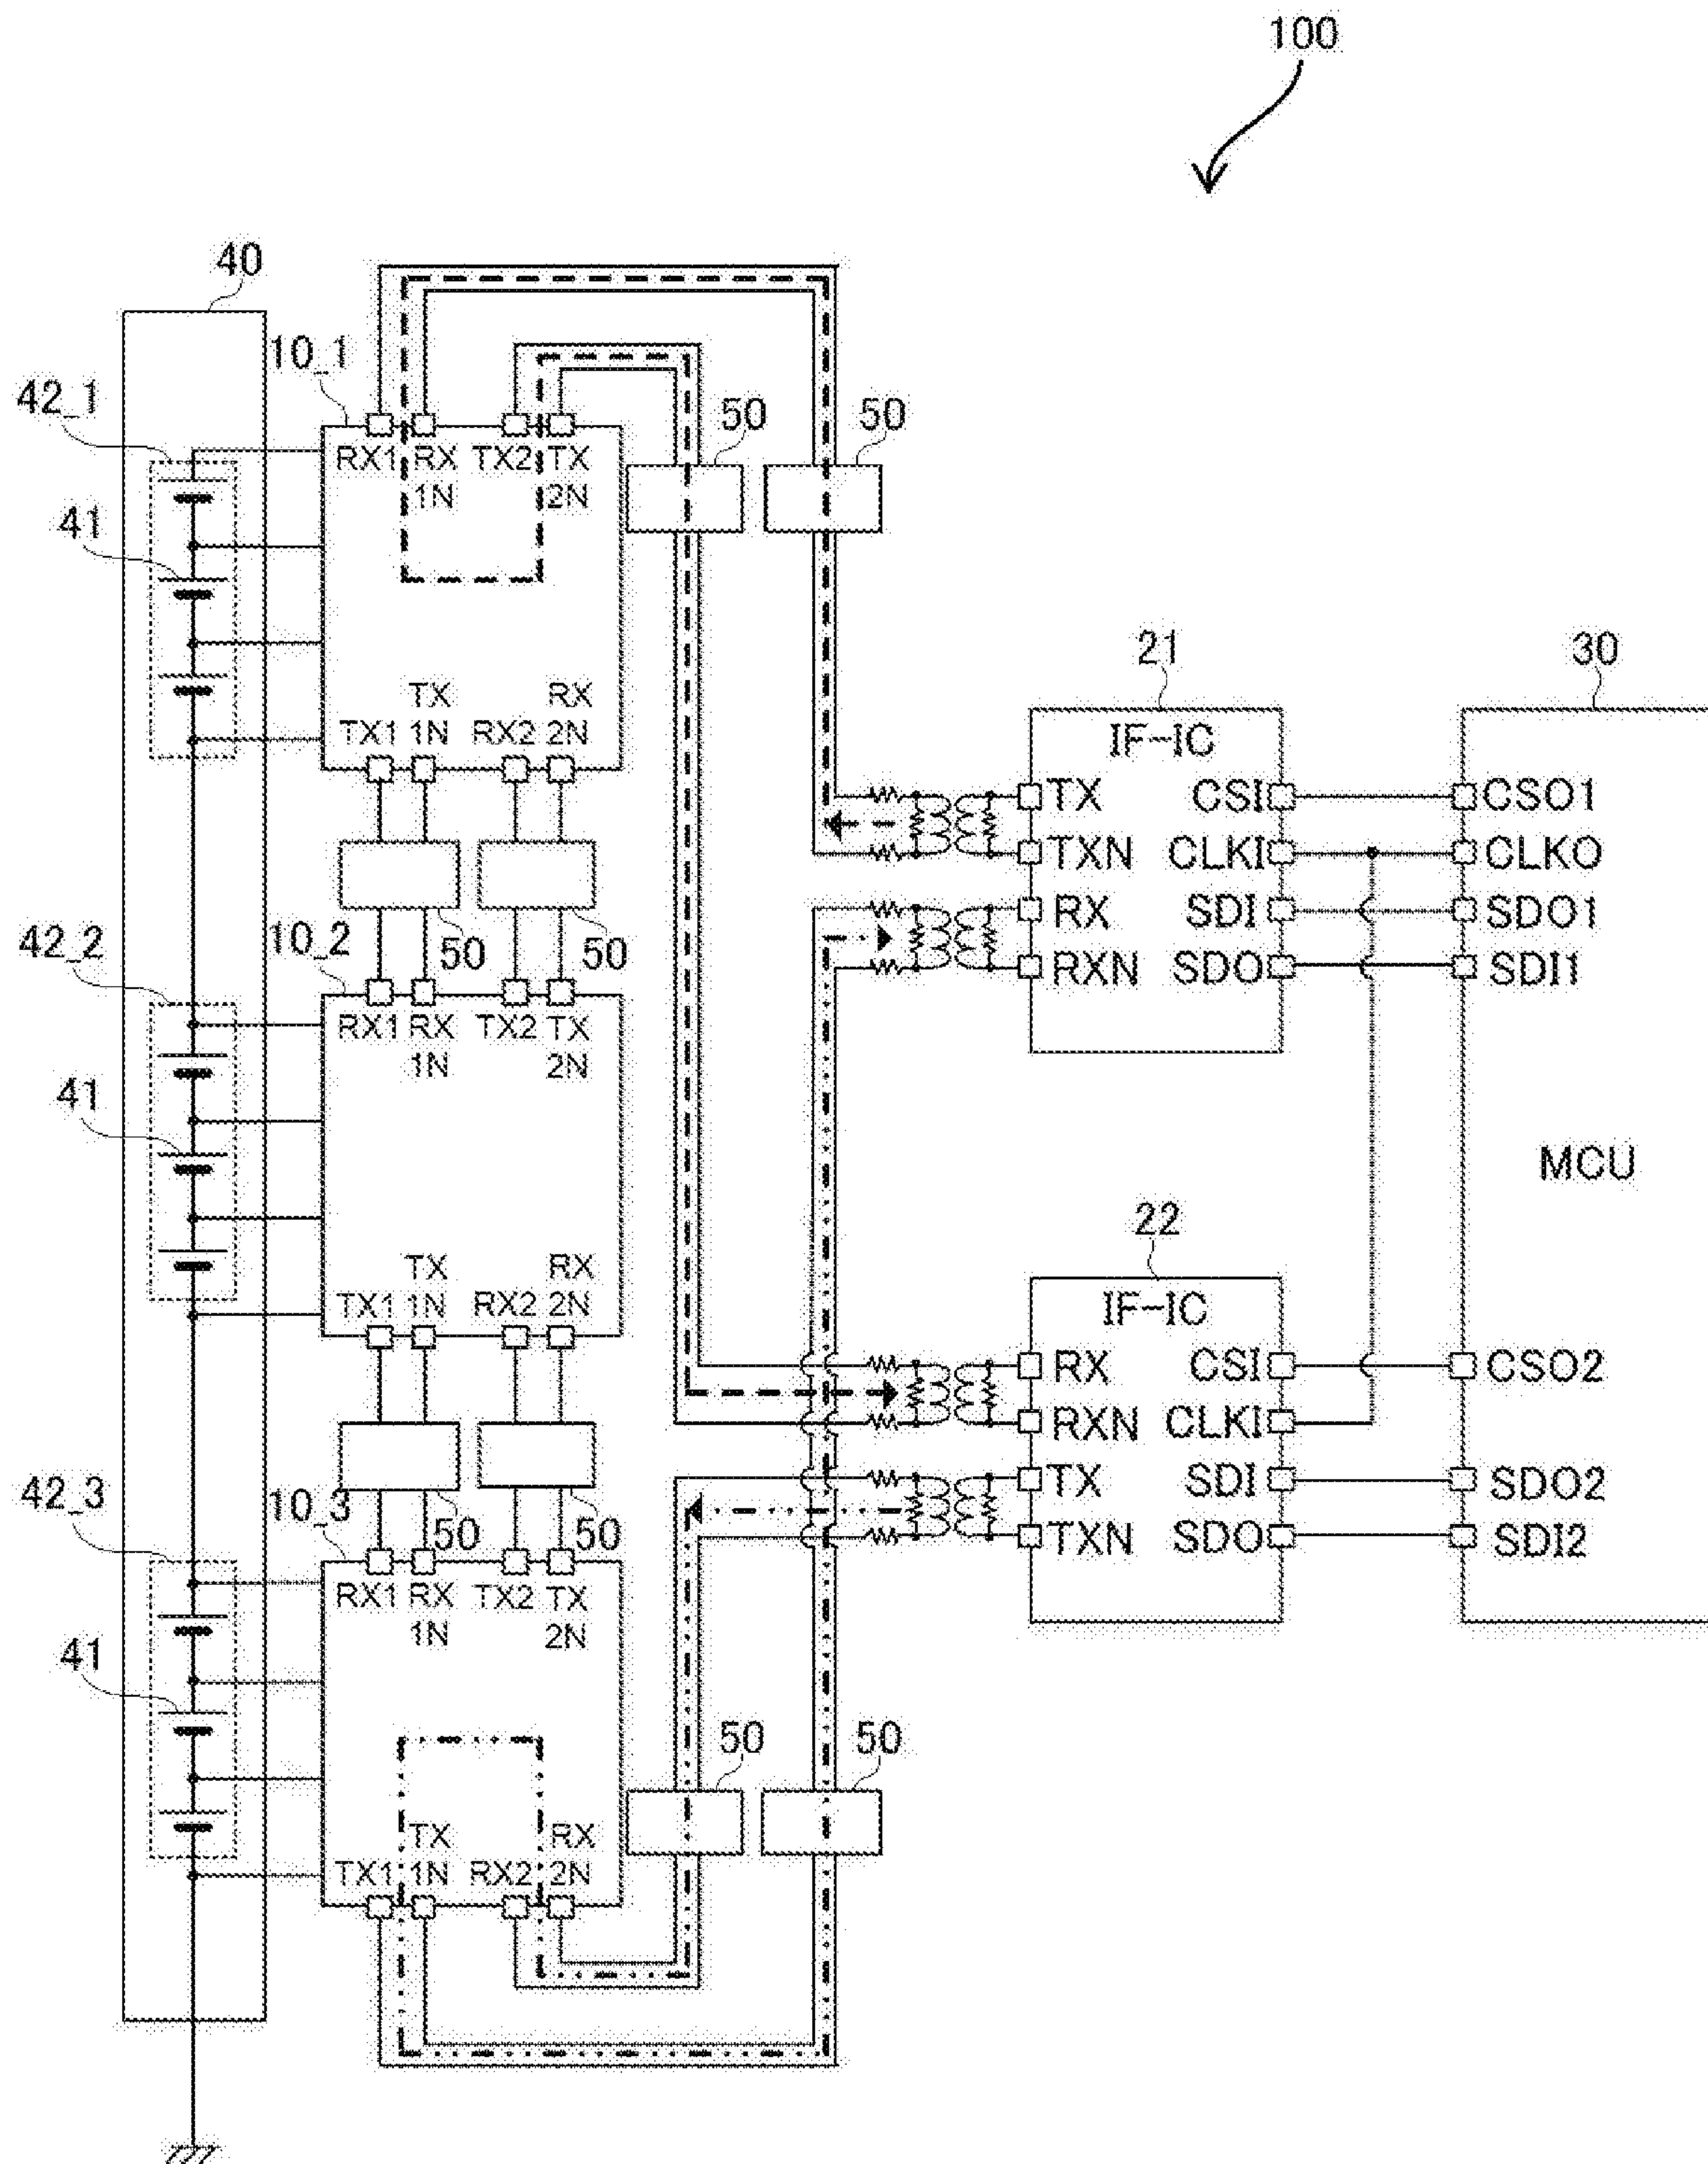 100
40
10_1
42_1
50 50
RX1 RX TX2 TX
1N 2N
41
21
30
TX RX
TX1 1N RX2 2N
IF-IC
TX CSI CSO1
TXN CLKI CLKO
RX SDI SDO1
RXN SDO SDI1
42_2
10_2
50 50
RX1 RX TX2 TX
1N 2N
41
MCU
22
TX RX
TX1 1N RX2 2N
IF-IC
RX CSI CSO2
RXN CLKI
TX SDI SDO2
TXN SDO SDI2
42_3
10_3
50 50
RX1 RX TX2 TX
1N 2N
41
50 50
TX RX
TX1 1N RX2 2N